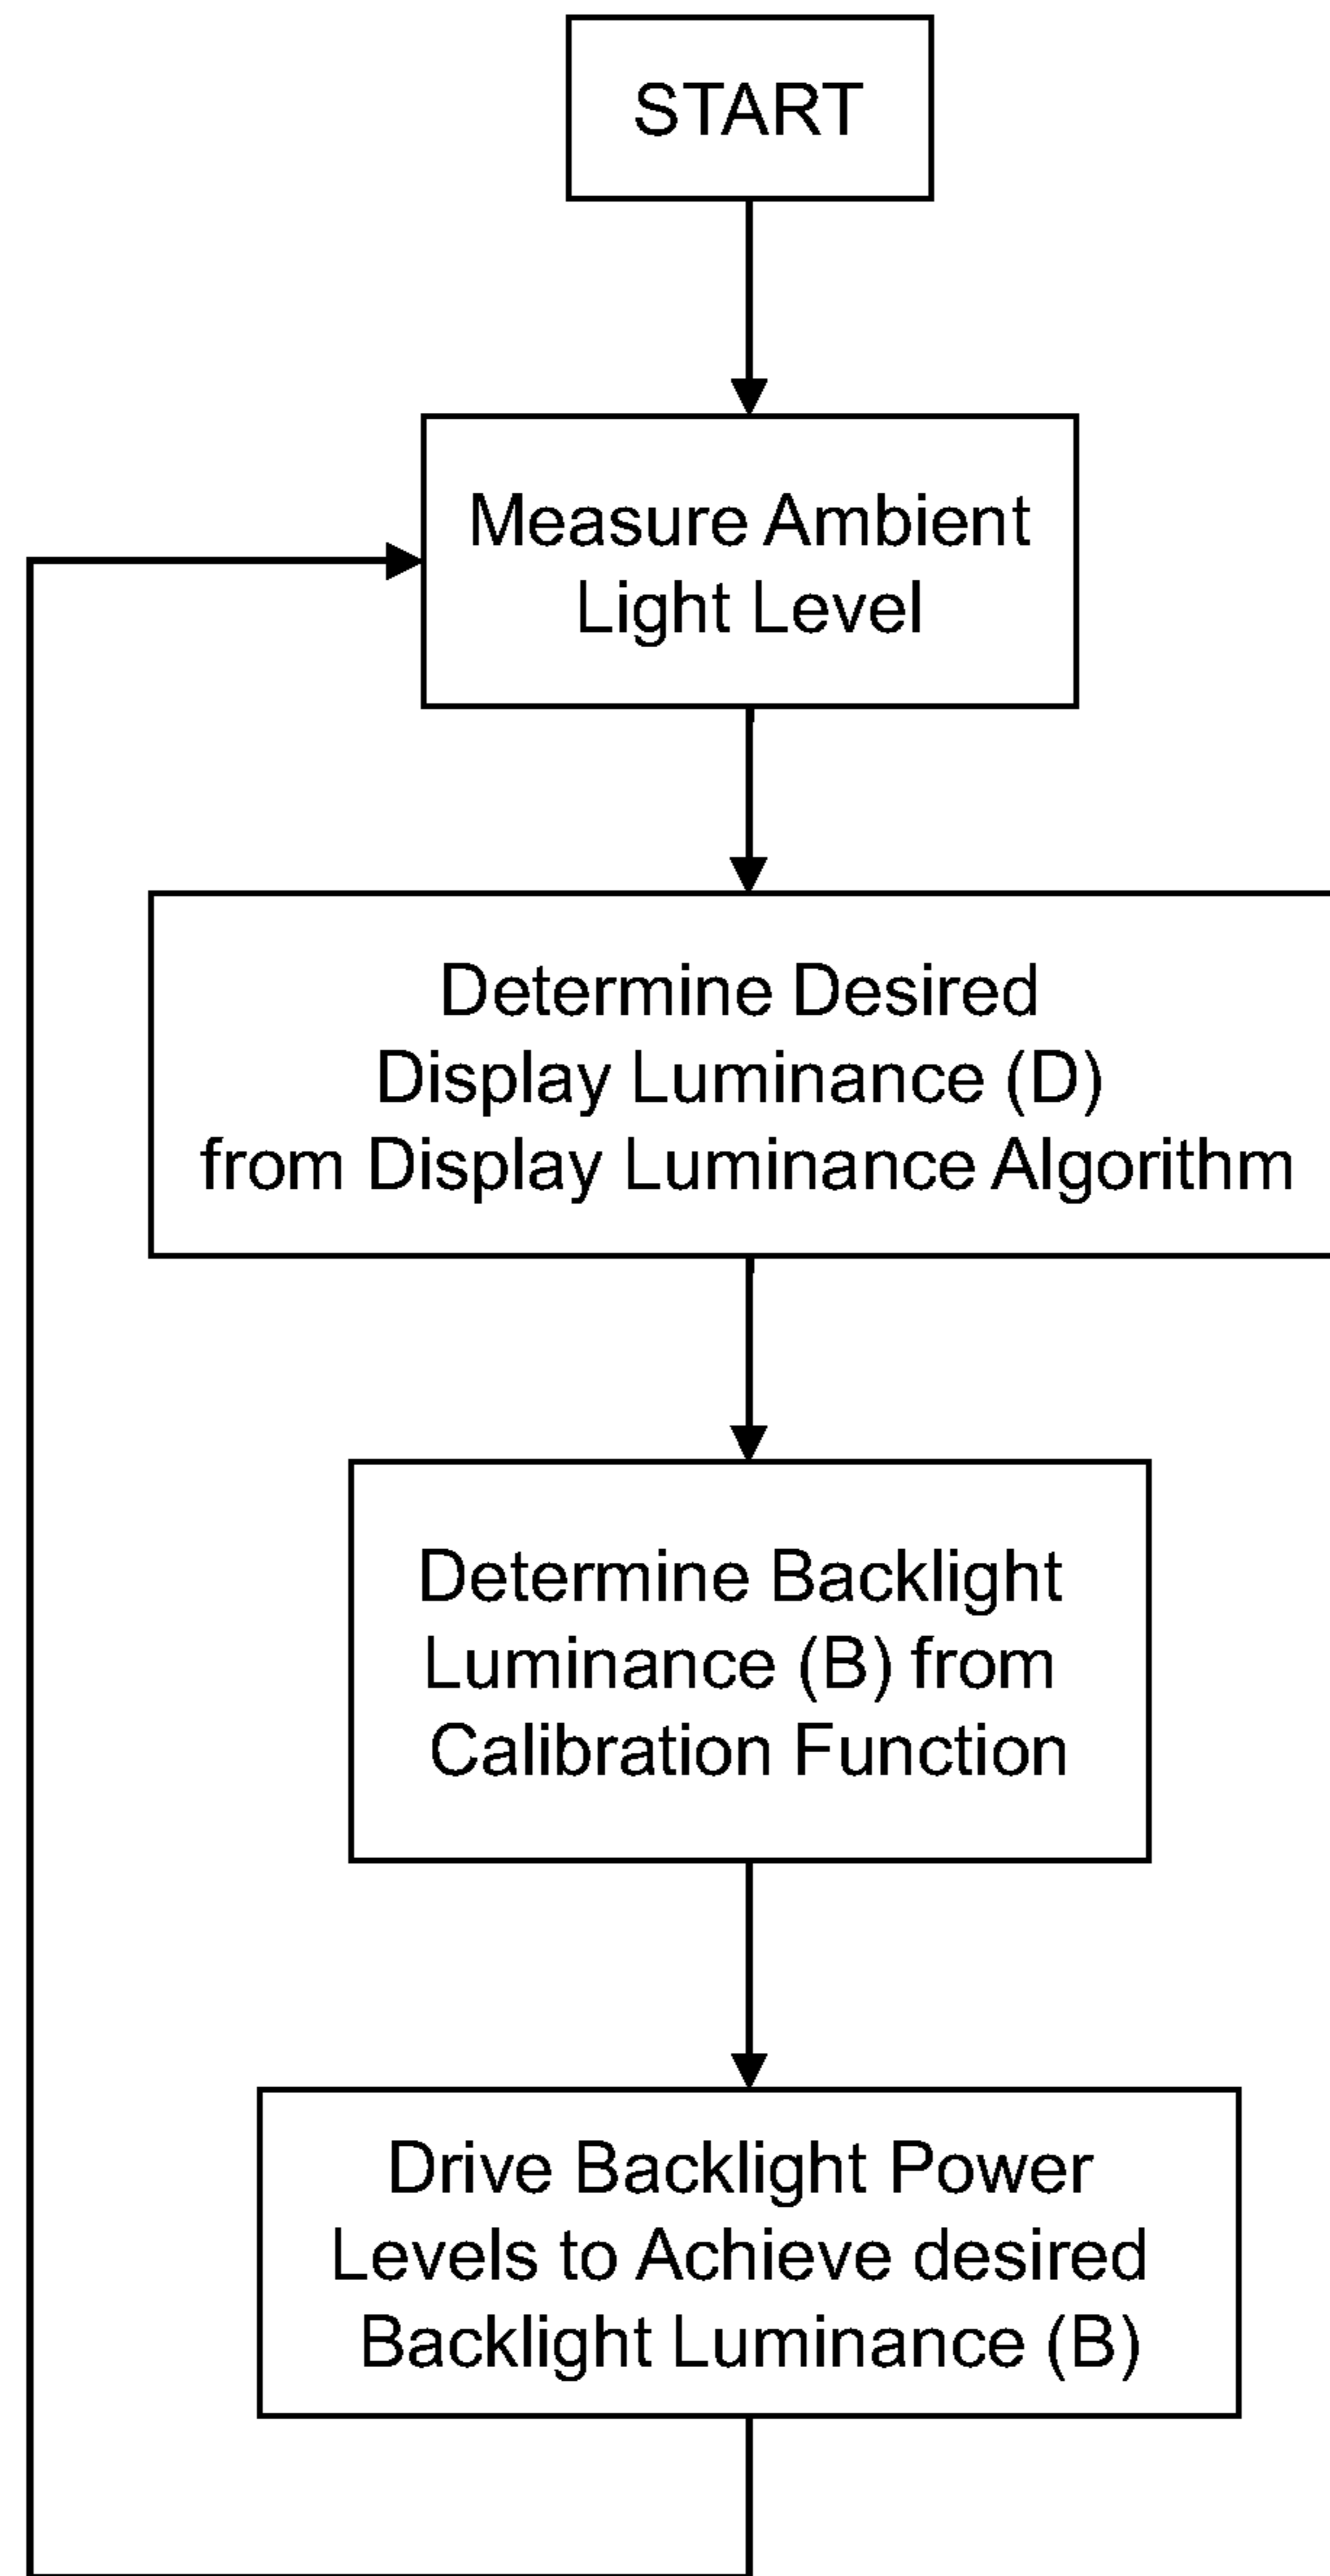 START
Measure Ambient
Light Level
Determine Desired
Display Luminance (D)
from Display Luminance Algorithm
Determine Backlight
Luminance (B) from
Calibration Function
Drive Backlight Power
Levels to Achieve desired
Backlight Luminance (B)